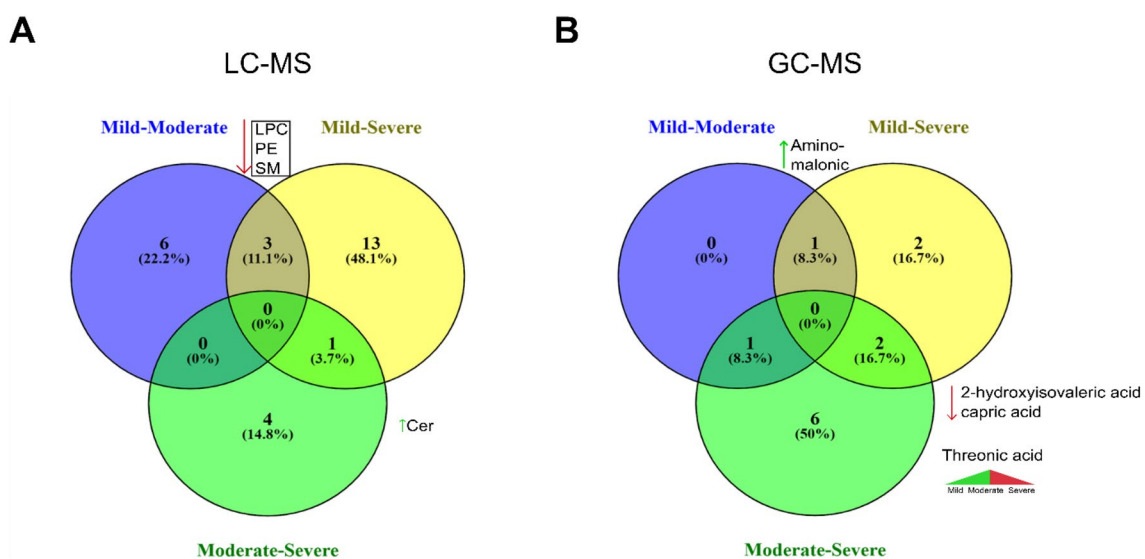 A
LC-MS
Mild-Moderate
Mild-Severe
LPC
PE
SM
6
(22.2%)
3
(11.1%)
13
(48.1%)
0
(0%)
0
(0%)
1
(3.7%)
4
(14.8%)
↑Cer
Moderate-Severe
B
GC-MS
Mild-Moderate
Mild-Severe
Amino-
malonic
0
(0%)
1
(8.3%)
2
(16.7%)
0
(0%)
1
(8.3%)
2
(16.7%)
6
(50%)
2-hydroxyisovaleric acid
capric acid
Threonic acid
Mild Moderate Severe
Moderate-Severe